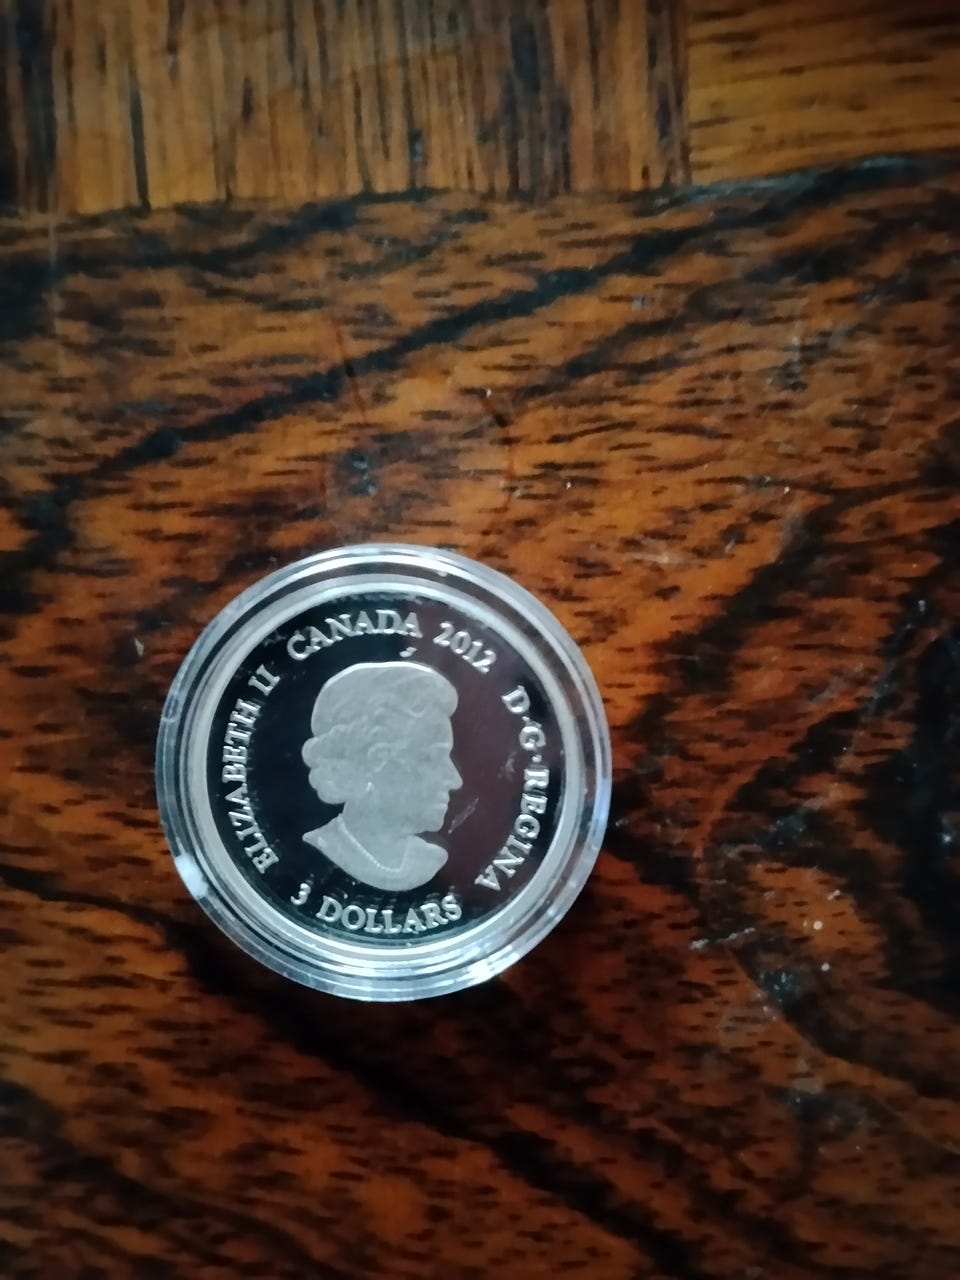 ELIZABETH II CANADA 2012 D·G·REGINA
3 DOLLARS